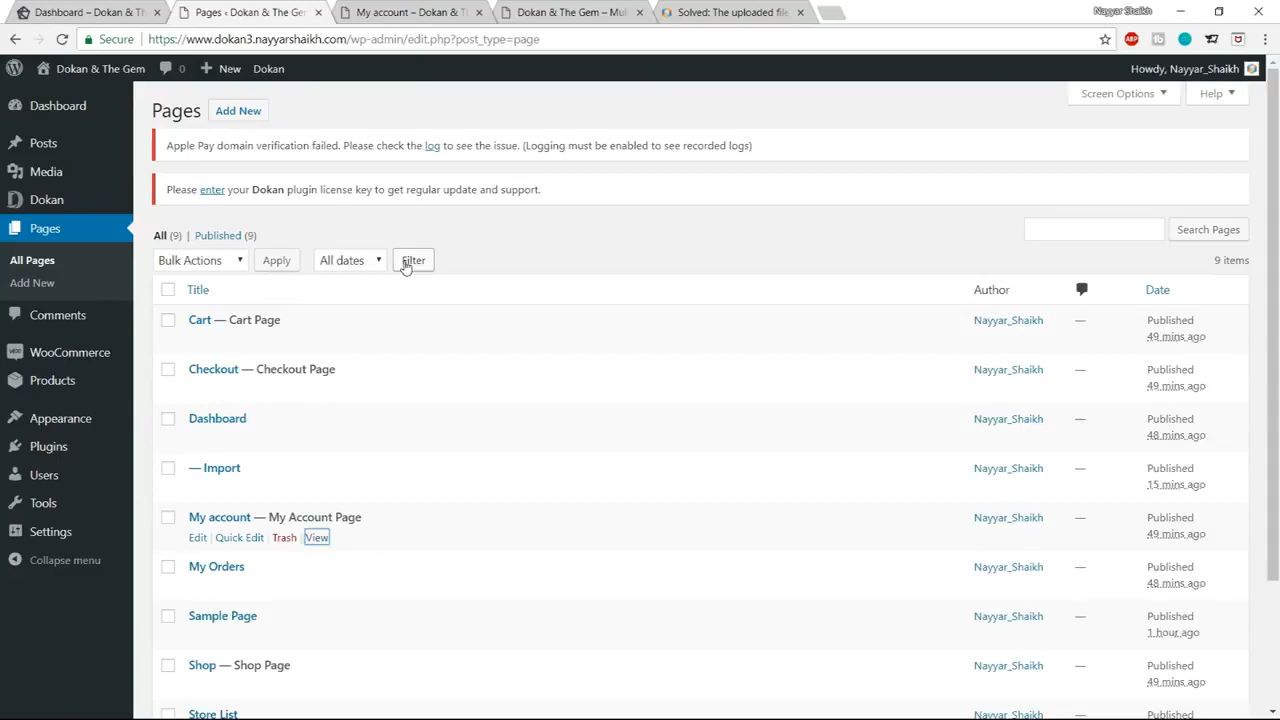 Dashboard – Dokan & Th
Pages ‹ Dokan & The Ge
My account – Dokan & T
Dokan & The Gem – Mul
Solved: The uploaded file
Nayyar Shaikh
Secure
https://www.dokan3.nayyarshaikh.com/wp-admin/edit.php?post_type=page
Dokan & The Gem
0
New
Dokan
Howdy, Nayyar_Shaikh
Dashboard
Posts
Media
Dokan
Pages
All Pages
Add New
Comments
WooCommerce
Products
Appearance
Plugins
Users
Tools
Settings
Collapse menu
Screen Options
Help
Pages
Add New
Apple Pay domain verification failed. Please check the log to see the issue. (Logging must be enabled to see recorded logs)
Please enter your Dokan plugin license key to get regular update and support.
All (9) | Published (9)
Search Pages
Bulk Actions
Apply
All dates
Filter
9 items
Title
Author
Date
Cart — Cart Page
Nayyar_Shaikh
—
Published
49 mins ago
Checkout — Checkout Page
Nayyar_Shaikh
—
Published
49 mins ago
Dashboard
Nayyar_Shaikh
—
Published
48 mins ago
— Import
Nayyar_Shaikh
—
Published
15 mins ago
My account — My Account Page
Edit | Quick Edit | Trash | View
Nayyar_Shaikh
—
Published
49 mins ago
My Orders
Nayyar_Shaikh
—
Published
48 mins ago
Sample Page
Nayyar_Shaikh
—
Published
1 hour ago
Shop — Shop Page
Nayyar_Shaikh
—
Published
49 mins ago
Store List
Nayyar_Shaikh
—
Published